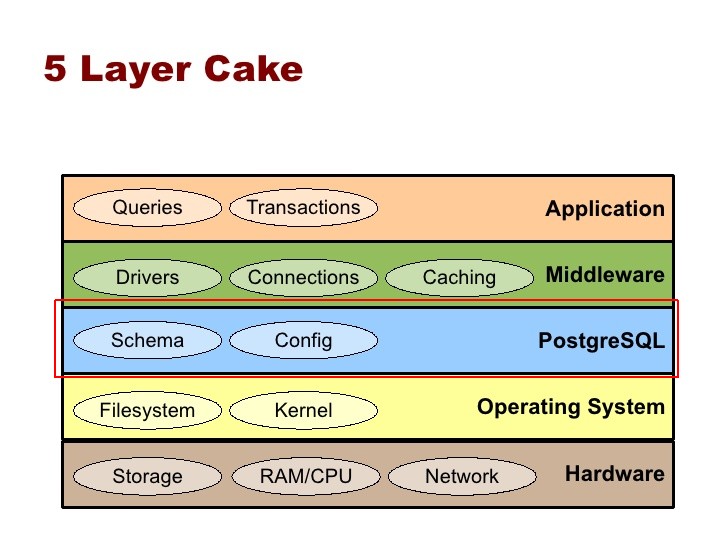 5 Layer Cake
Queries Transactions Application
Drivers Connections Caching Middleware
Schema Config PostgreSQL
Filesystem Kernel Operating System
Storage RAM/CPU Network Hardware